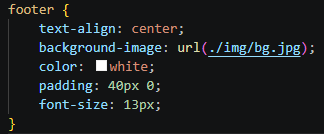 footer {
    text-align: center;
    background-image: url(./img/bg.jpg);
    color: white;
    padding: 40px 0;
    font-size: 13px;
}